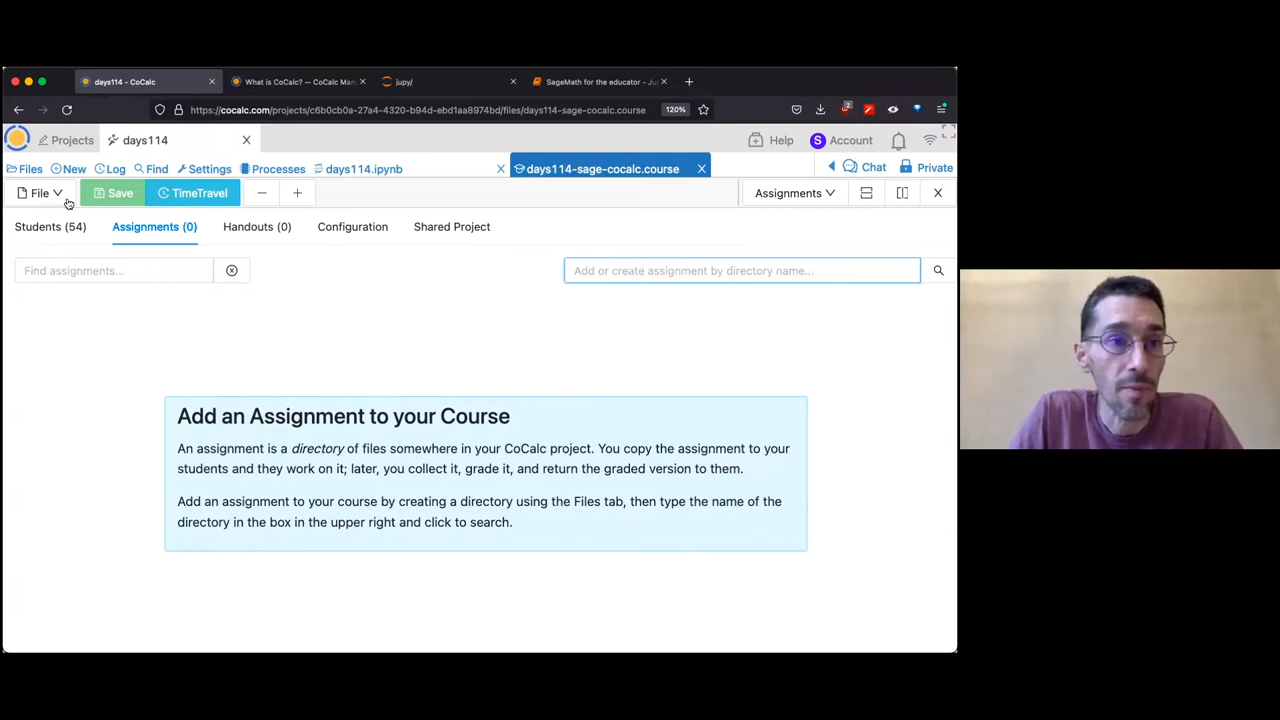 days114 - CoCalc
What is CoCalc? — CoCalc Man
jupy/
SageMath for the educator - Ju
https://cocalc.com/projects/c6b0cb0a-27a4-4320-b94d-ebd1aa8974bd/files/days114-sage-cocalc.course
120%
2
Projects
days114
Help
S
Account
Files
New
Log
Find
Settings
Processes
days114.ipynb
days114-sage-cocalc.course
Chat
Private
File
Save
TimeTravel
Assignments
Students (54)
Assignments (0)
Handouts (0)
Configuration
Shared Project
Find assignments...
Add or create assignment by directory name...
Add an Assignment to your Course
An assignment is a directory of files somewhere in your CoCalc project. You copy the assignment to your
students and they work on it; later, you collect it, grade it, and return the graded version to them.
Add an assignment to your course by creating a directory using the Files tab, then type the name of the
directory in the box in the upper right and click to search.